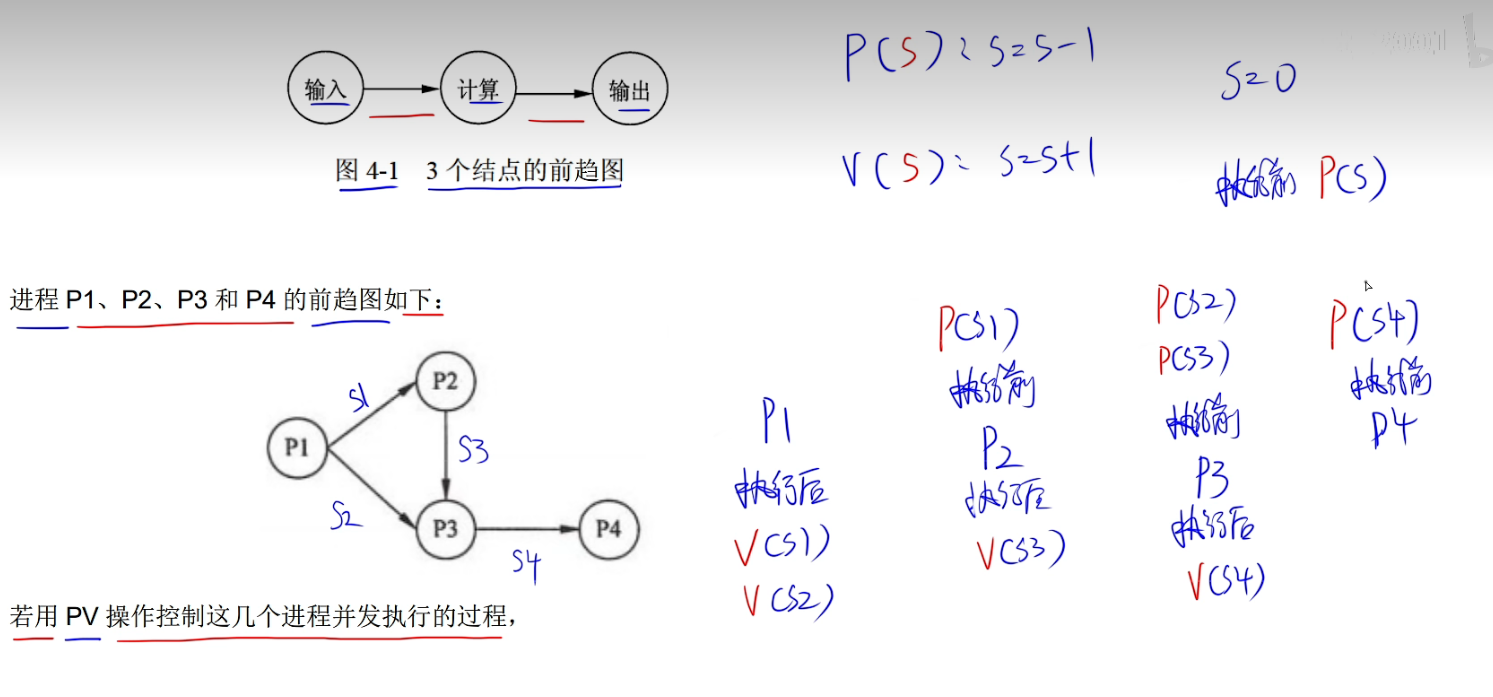 输入 计算 输出
图 4-1 3 个结点的前趋图
P(S): S=S-1
V(S): S=S+1
S=0
执行前 P(S)
进程 P1、P2、P3 和 P4 的前趋图如下：
P1
P2
P3
P4
S1
S2
S3
S4
若用 PV 操作控制这几个进程并发执行的过程，
P1
执行后
V(S1)
V(S2)
P(S1)
执行前
P2
执行后
V(S3)
P(S2)
P(S3)
执行前
P3
执行后
V(S4)
P(S4)
执行前
P4